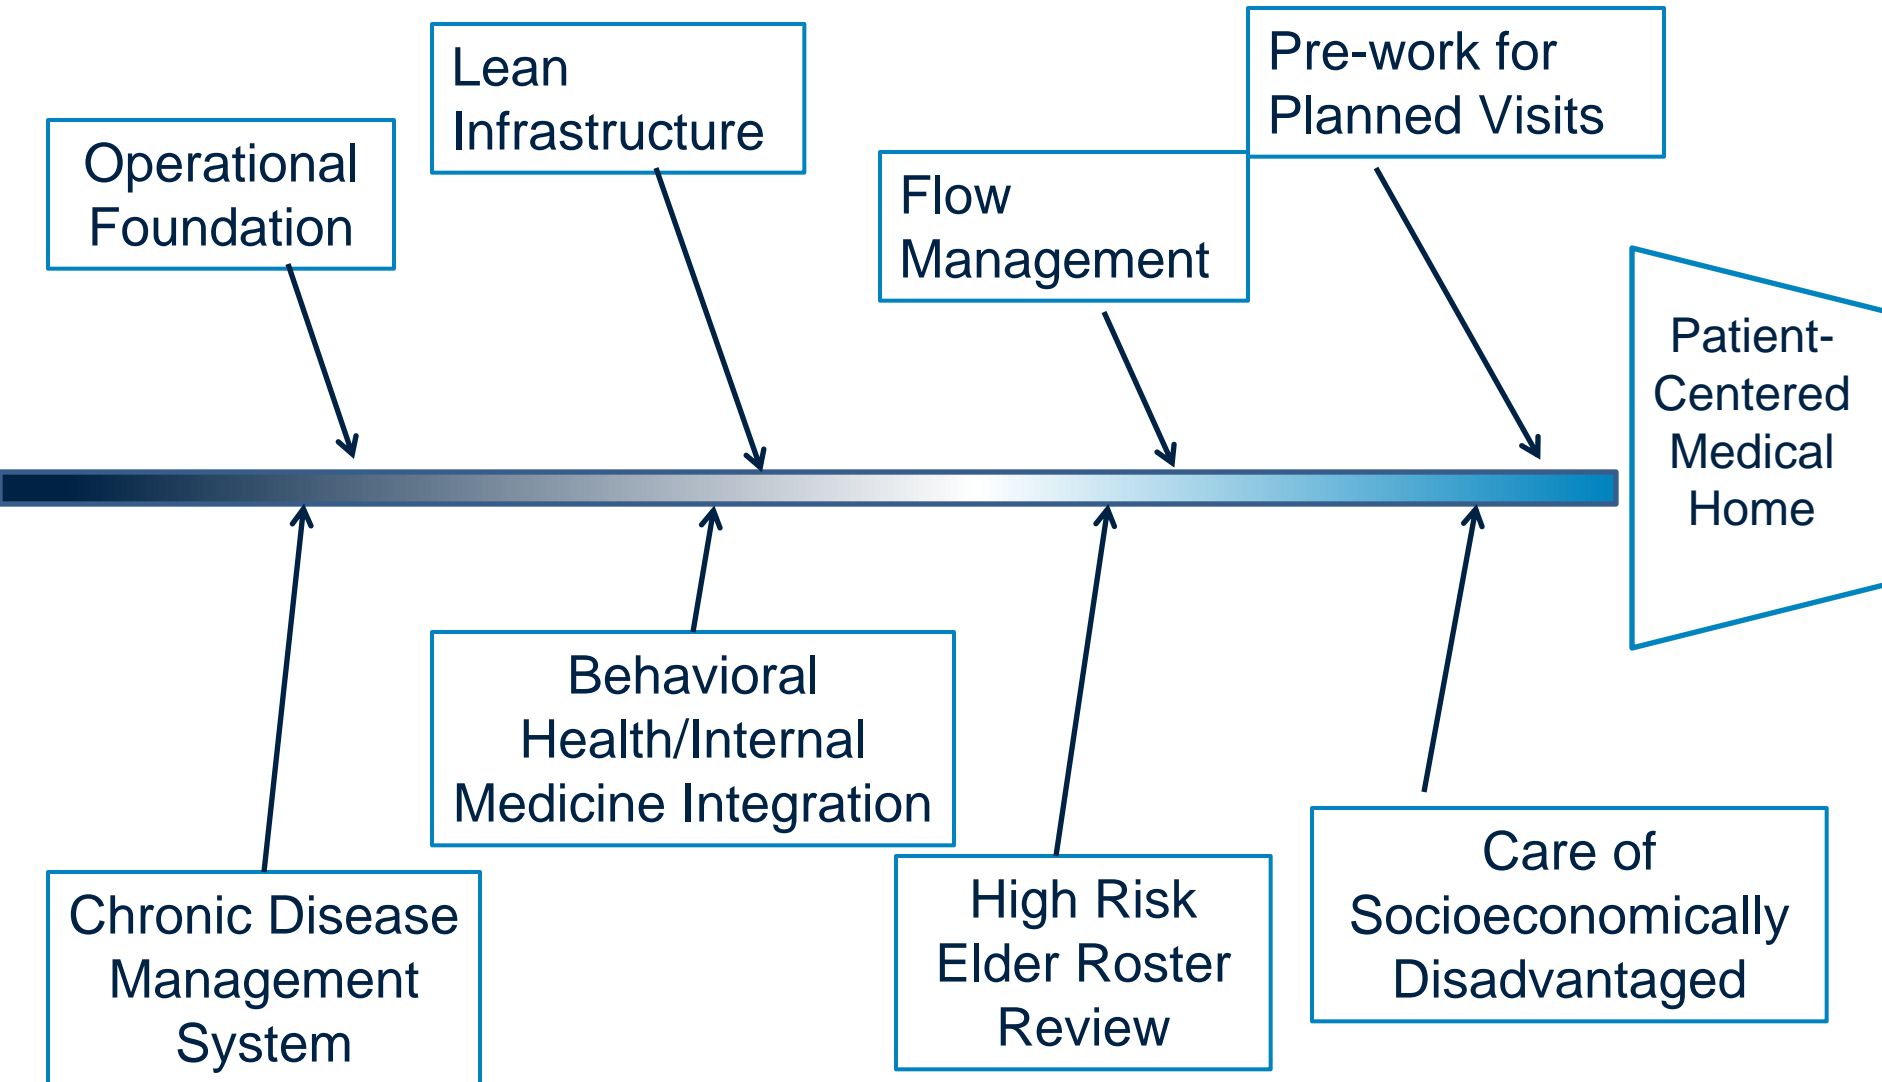 Operational
Foundation
Lean
Infrastructure
Flow
Management
Pre-work for
Planned Visits
Patient-
Centered
Medical
Home
Chronic Disease
Management
System
Behavioral
Health/Internal
Medicine Integration
High Risk
Elder Roster
Review
Care of
Socioeconomically
Disadvantaged